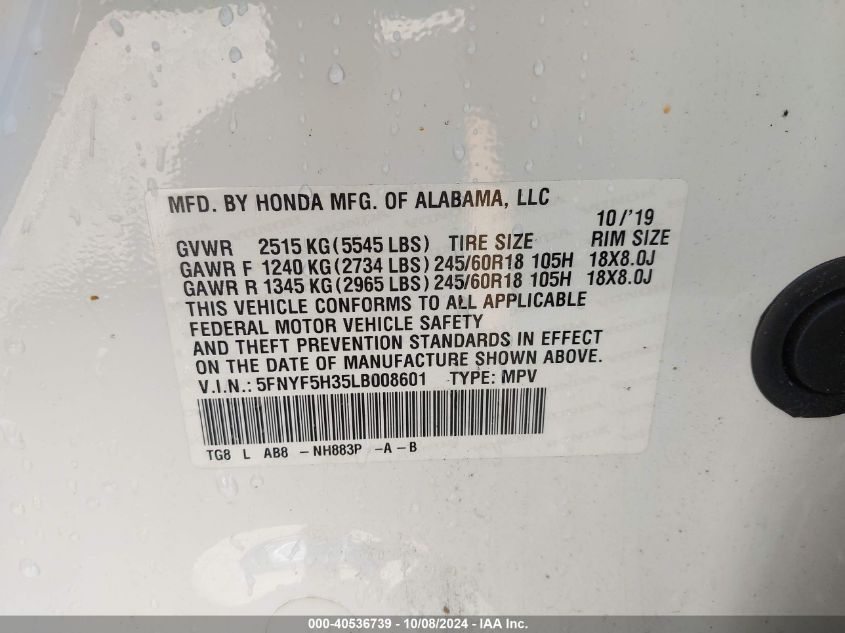 MFD. BY HONDA MFG. OF ALABAMA, LLC
10/'19
GVWR 2515 KG(5545 LBS) TIRE SIZE RIM SIZE
GAWR F 1240 KG(2734 LBS) 245/60R18 105H 18X8.0J
GAWR R 1345 KG(2965 LBS) 245/60R18 105H 18X8.0J
THIS VEHICLE CONFORMS TO ALL APPLICABLE
FEDERAL MOTOR VEHICLE SAFETY
AND THEFT PREVENTION STANDARDS IN EFFECT
ON THE DATE OF MANUFACTURE SHOWN ABOVE.
V.I.N.: 5FNYF5H35LB008601 TYPE: MPV
TG8 L AB8 -NH883P -A-B
000-40536739 - 10/08/2024 - IAA Inc.